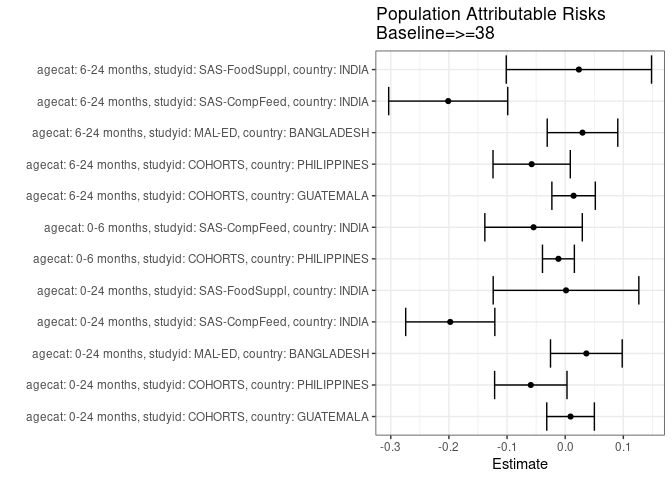 Population Attributable Risks
Baseline=>=38
agecat: 6-24 months, studyid: SAS-FoodSuppl, country: INDIA
agecat: 6-24 months, studyid: SAS-CompFeed, country: INDIA
agecat: 6-24 months, studyid: MAL-ED, country: BANGLADESH
agecat: 6-24 months, studyid: COHORTS, country: PHILIPPINES
agecat: 6-24 months, studyid: COHORTS, country: GUATEMALA
agecat: 0-6 months, studyid: SAS-CompFeed, country: INDIA
agecat: 0-6 months, studyid: COHORTS, country: PHILIPPINES
agecat: 0-24 months, studyid: SAS-FoodSuppl, country: INDIA
agecat: 0-24 months, studyid: SAS-CompFeed, country: INDIA
agecat: 0-24 months, studyid: MAL-ED, country: BANGLADESH
agecat: 0-24 months, studyid: COHORTS, country: PHILIPPINES
agecat: 0-24 months, studyid: COHORTS, country: GUATEMALA
-0.3 -0.2 -0.1 0.0 0.1
Estimate